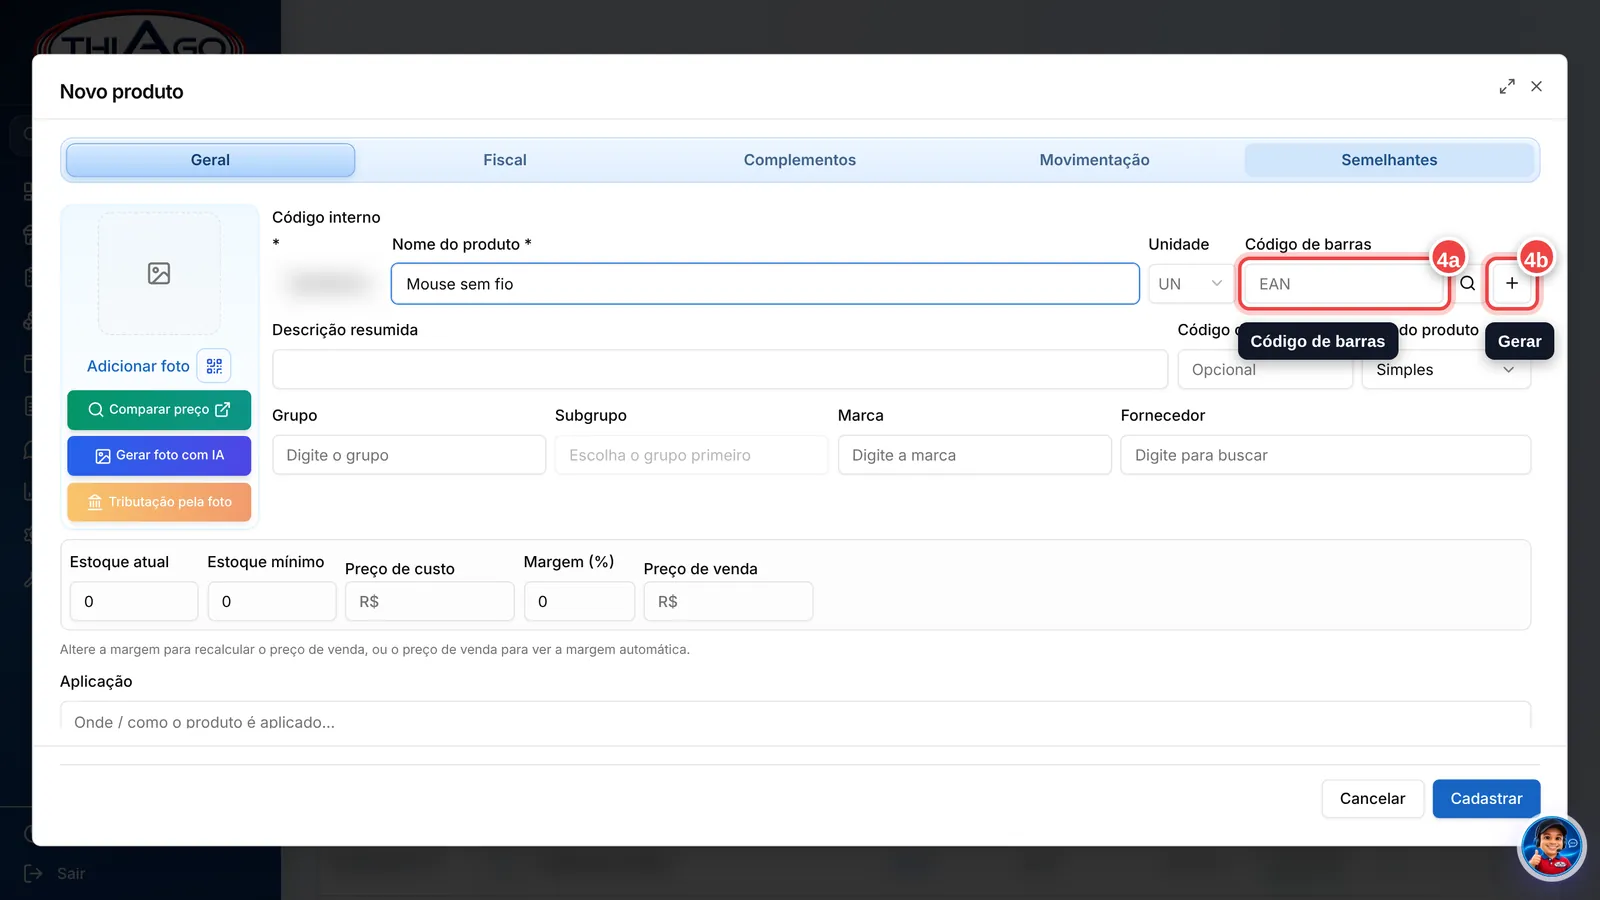 THIAGO
Novo produto
Geral
Fiscal
Complementos
Movimentação
Semelhantes
Código interno
*
Nome do produto *
Unidade
Código de barras
4a
4b
Mouse sem fio
UN
EAN
Descrição resumida
Código
do produto
Código de barras
Gerar
Opcional
Simples
Adicionar foto
Comparar preço
Gerar foto com IA
Tributação pela foto
Grupo
Subgrupo
Marca
Fornecedor
Digite o grupo
Escolha o grupo primeiro
Digite a marca
Digite para buscar
Estoque atual
Estoque mínimo
Preço de custo
Margem (%)
Preço de venda
0
0
R$
0
R$
Altere a margem para recalcular o preço de venda, ou o preço de venda para ver a margem automática.
Aplicação
Onde / como o produto é aplicado...
Cancelar
Cadastrar
Sair